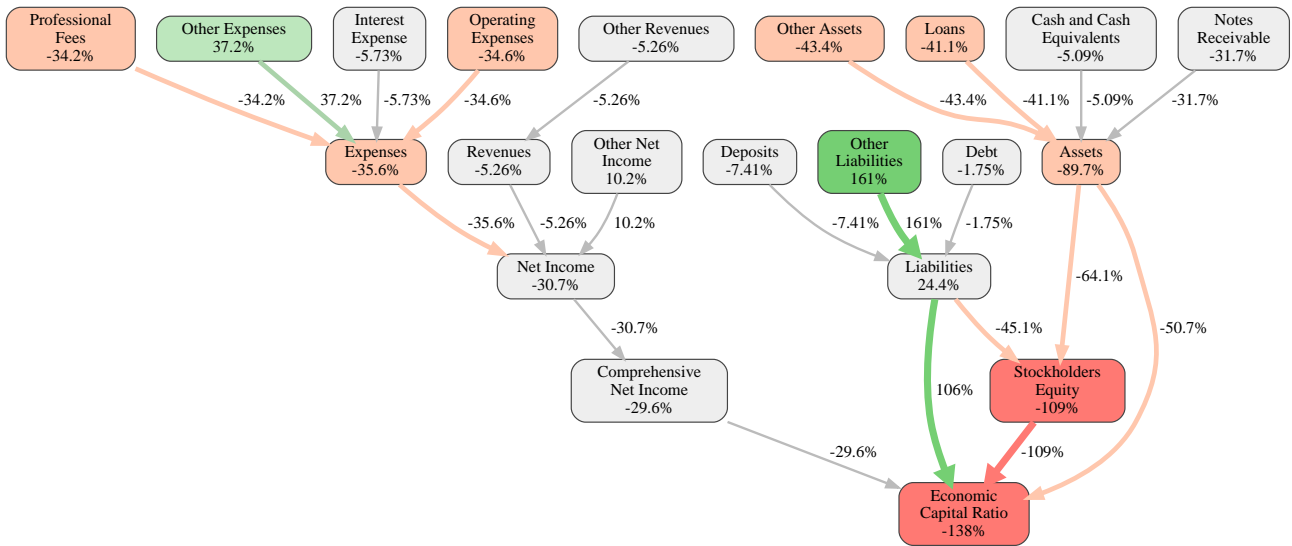 Professional
Fees
-34.2%
Other Expenses
37.2%
Interest
Expense
-5.73%
Operating
Expenses
-34.6%
Other Revenues
-5.26%
Other Assets
-43.4%
Loans
-41.1%
Cash and Cash
Equivalents
-5.09%
Notes
Receivable
-31.7%
-34.2%
37.2%
-5.73%
-34.6%
-5.26%
-43.4%
-41.1%
-5.09%
-31.7%
Expenses
-35.6%
Revenues
-5.26%
Other Net
Income
10.2%
Deposits
-7.41%
Other
Liabilities
161%
Debt
-1.75%
Assets
-89.7%
-35.6%
-5.26%
10.2%
-7.41%
161%
-1.75%
Net Income
-30.7%
Liabilities
24.4%
-64.1%
-30.7%
-45.1%
-50.7%
Comprehensive
Net Income
-29.6%
106%
Stockholders
Equity
-109%
-29.6%
-109%
Economic
Capital Ratio
-138%